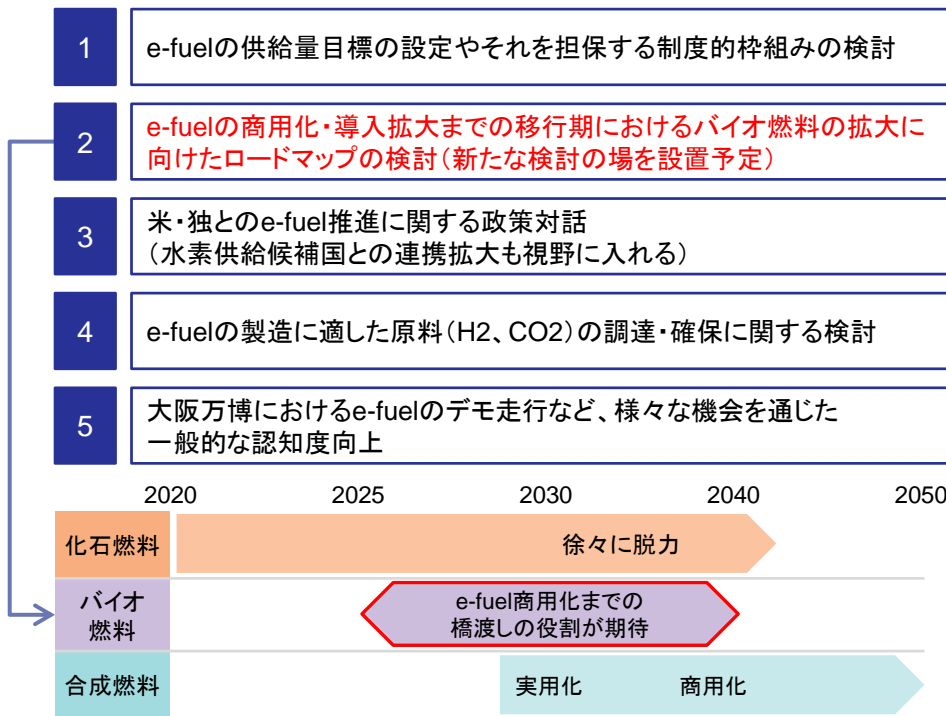 1
e-fuelの供給量目標の設定やそれを担保する制度的枠組みの検討
2
e-fuelの商用化・導入拡大までの移行期におけるバイオ燃料の拡大に
向けたロードマップの検討（新たな検討の場を設置予定）
3
米・独とのe-fuel推進に関する政策対話
（水素供給候補国との連携拡大も視野に入れる）
4
e-fuelの製造に適した原料（H2、CO2）の調達・確保に関する検討
5
大阪万博におけるe-fuelのデモ走行など、様々な機会を通じた
一般的な認知度向上
2020 2025 2030 2040 2050
化石燃料 徐々に脱力
バイオ
燃料
e-fuel商用化までの
橋渡しの役割が期待
合成燃料 実用化 商用化